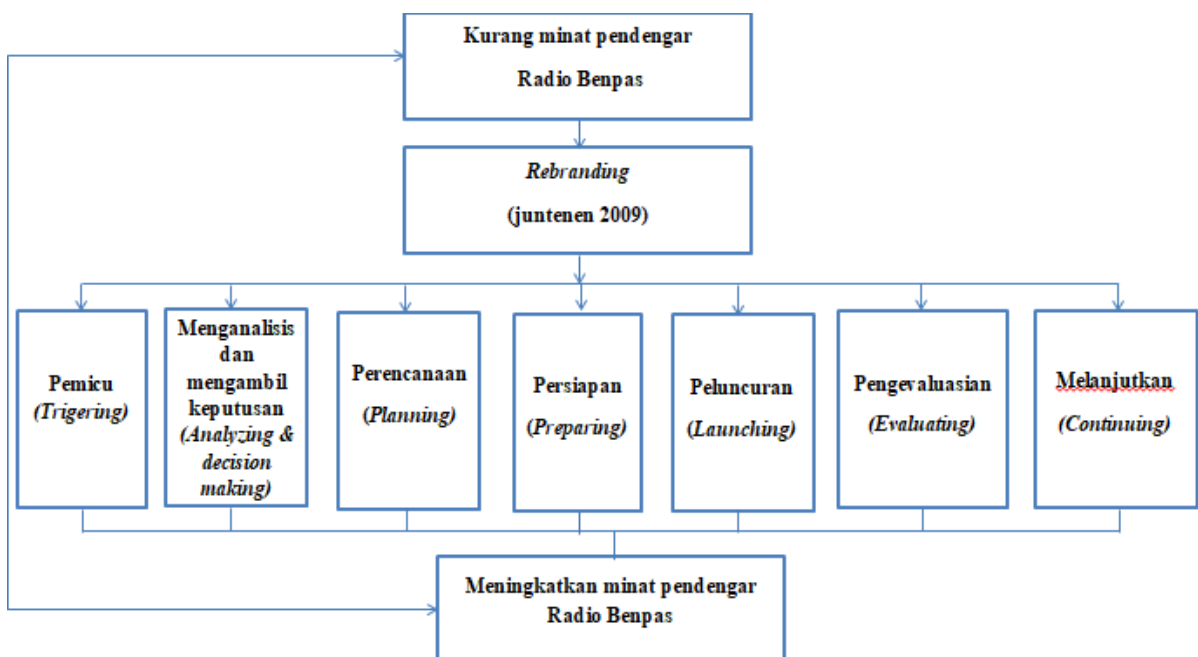 Kurang minat pendengar
Radio Benpas
Rebranding
(juntenen 2009)
Pemicu
(Trigering)
Menganalisis
dan
mengambil
keputusan
(Analyzing &
decision
making)
Perencanaan
(Planning)
Persiapan
(Preparing)
Peluncuran
(Launching)
Pengevaluasian
(Evaluating)
Melanjutkan
(Continuing)
Meningkatkan minat pendengar
Radio Benpas